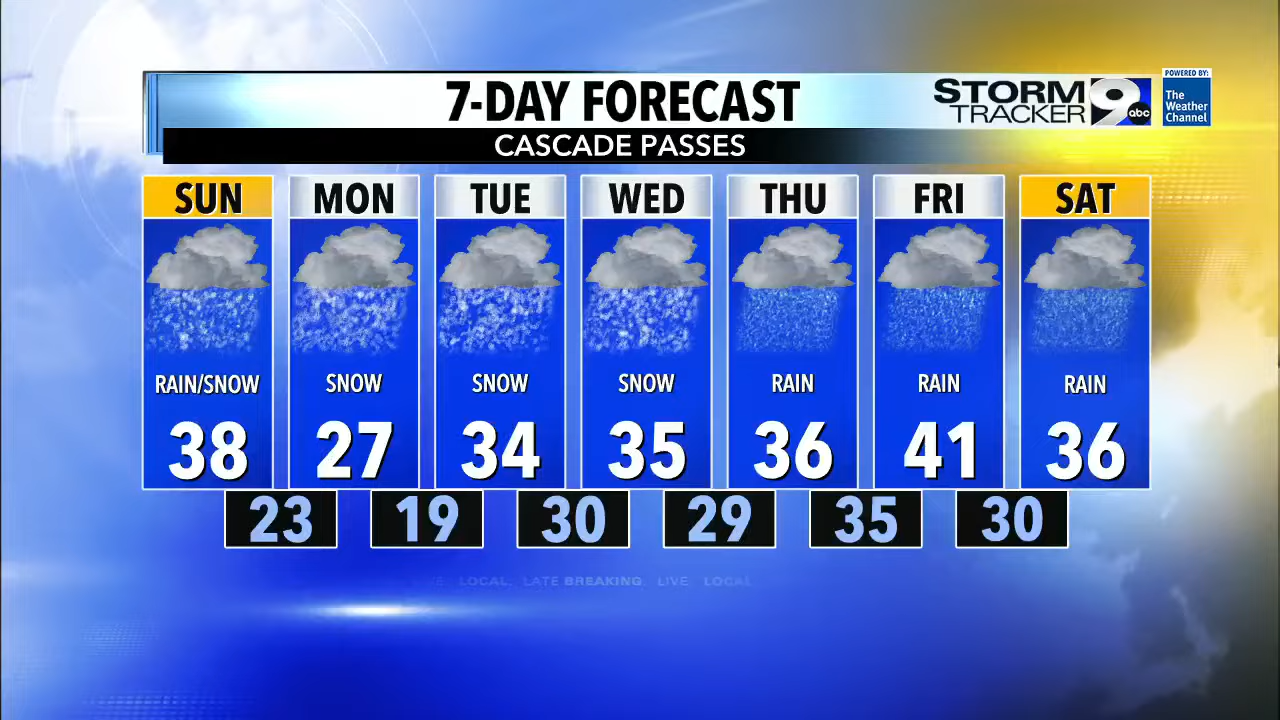 7-DAY FORECAST
STORM TRACKER 9 abc
POWERED BY:
The Weather Channel
CASCADE PASSES
SUN MON TUE WED THU FRI SAT
RAIN/SNOW SNOW SNOW SNOW RAIN RAIN RAIN
38 27 34 35 36 41 36
23 19 30 29 35 30
LOCAL. LATE BREAKING. LIVE. LOCAL